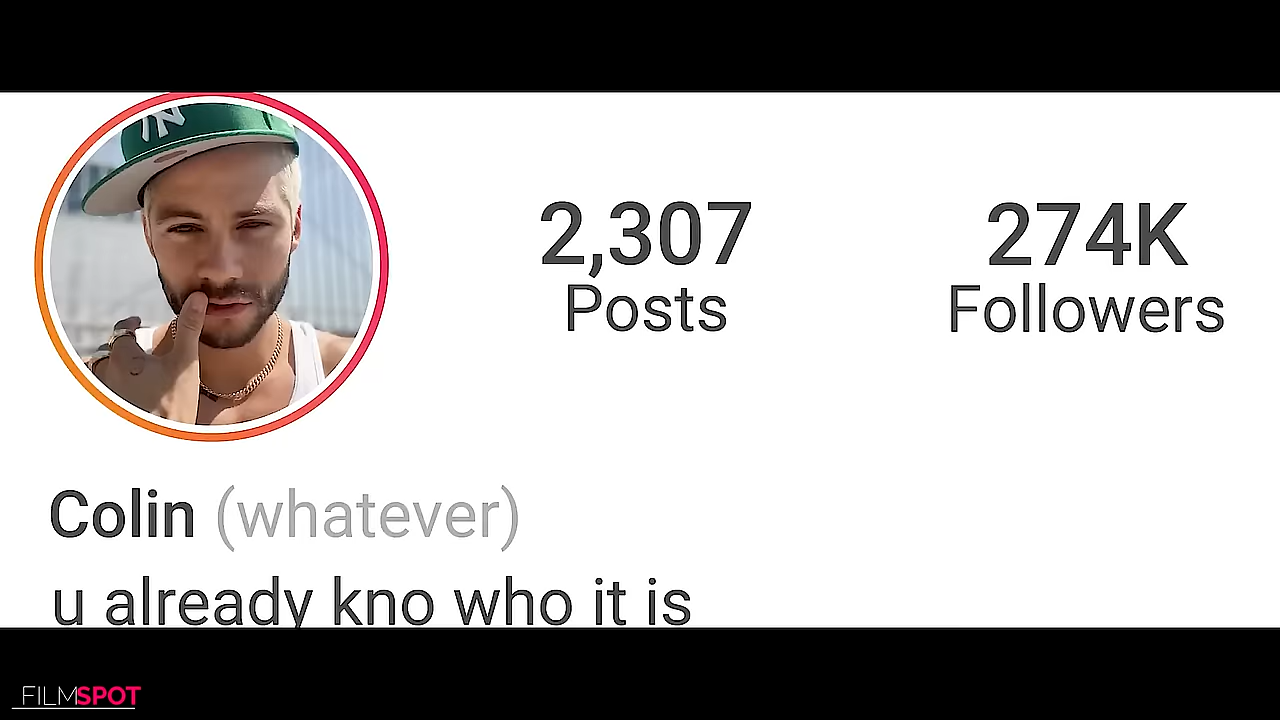 2,307
Posts
274K
Followers
Colin (whatever)
u already kno who it is
FILMSPOT